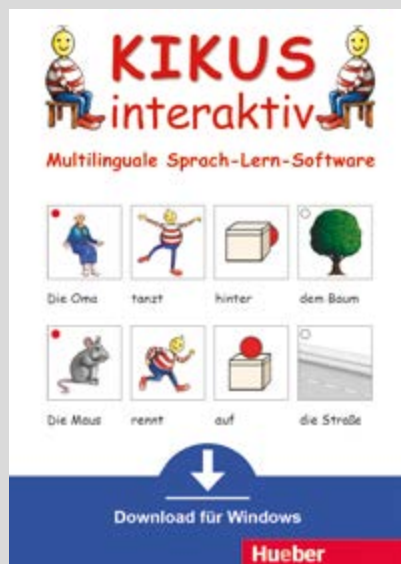 KIKUS
interaktiv
Multilinguale Sprach-Lern-Software
Die Oma tanzt hinter dem Baum
Die Maus rennt auf die Straße
Download für Windows
Hueber